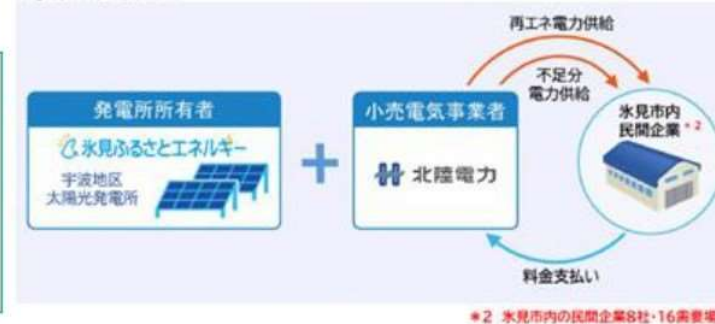 再エネ電力供給
不足分
電力供給
発電所所有者
氷見ふるさとエネルギー
宇波地区
太陽光発電所
小売電気事業者
北陸電力
氷見市内
民間企業*2
料金支払い
*2 氷見市内の民間企業8社・16需要場